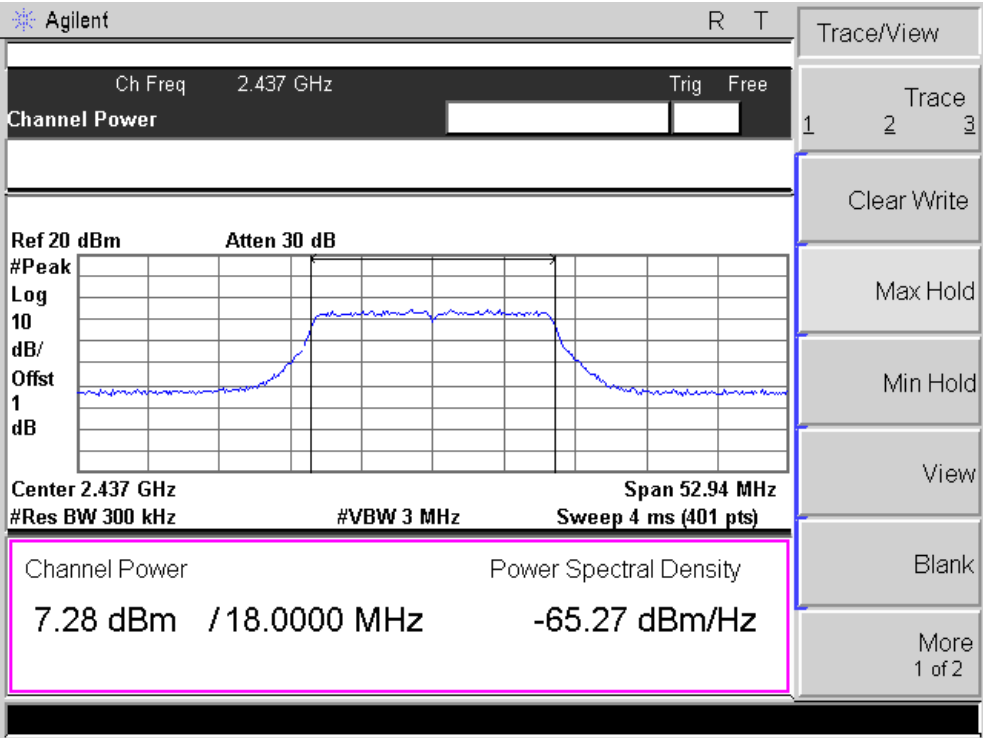 Agilent R T
Ch Freq 2.437 GHz Trig Free
Channel Power
Ref 20 dBm Atten 30 dB
#Peak
Log
10
dB/
Offst
1
dB
Center 2.437 GHz Span 52.94 MHz
#Res BW 300 kHz #VBW 3 MHz Sweep 4 ms (401 pts)
Channel Power Power Spectral Density
7.28 dBm / 18.0000 MHz -65.27 dBm/Hz
Trace/View
Trace
1 2 3
Clear Write
Max Hold
Min Hold
View
Blank
More
1 of 2